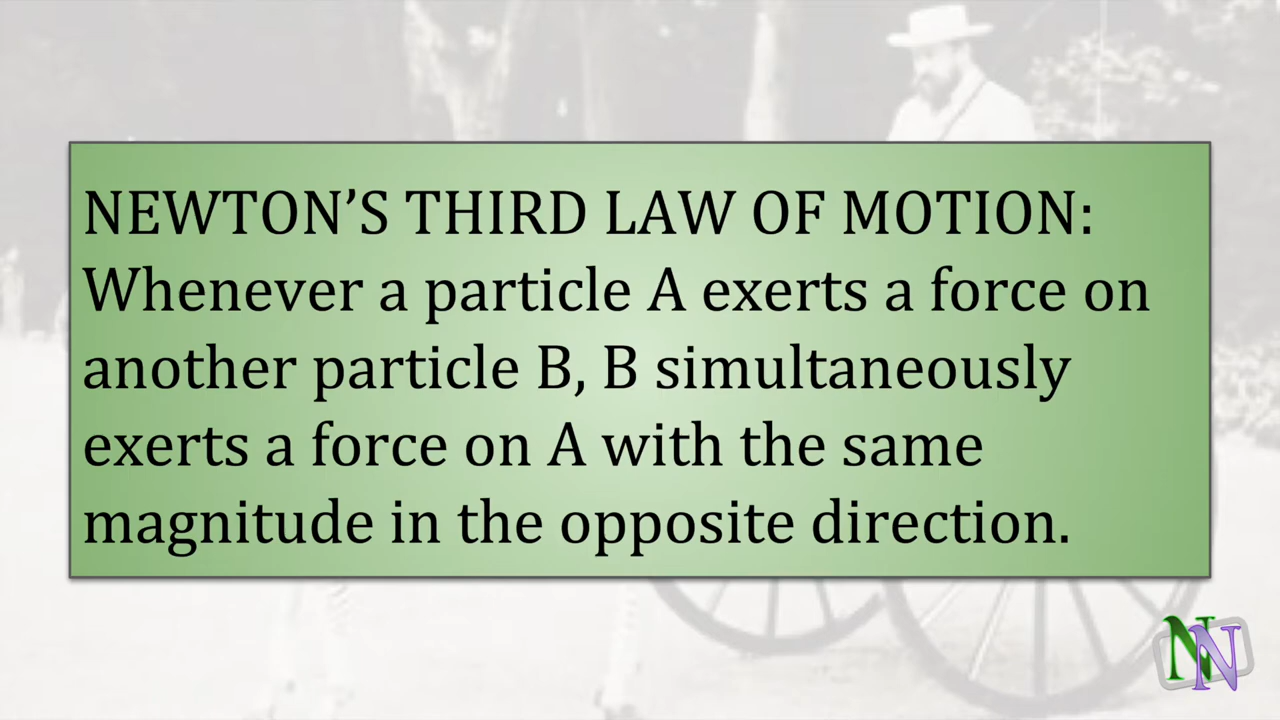 NEWTON’S THIRD LAW OF MOTION:
Whenever a particle A exerts a force on
another particle B, B simultaneously
exerts a force on A with the same
magnitude in the opposite direction.
NN